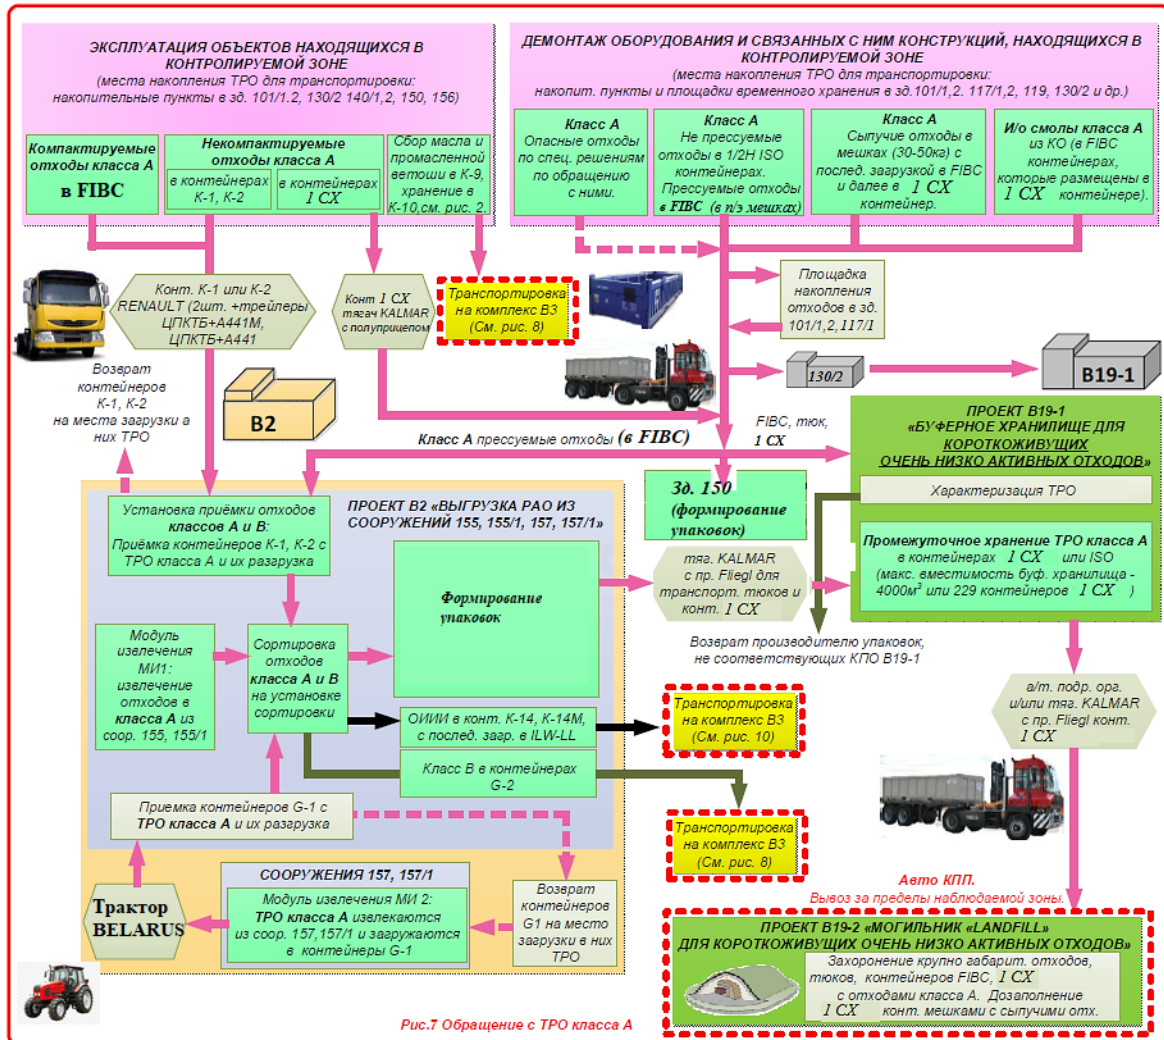 ЭКСПЛУАТАЦИЯ ОБЪЕКТОВ НАХОДЯЩИХСЯ В
КОНТРОЛИРУЕМОЙ ЗОНЕ
(места накопления ТРО для транспортировки:
накопительные пункты в зд. 101/1.2, 130/2 140/1,2, 150, 156)
Компактируемые
отходы класса А
в FIBC
Некомпактируемые
отходы класса А
в контейнерах
К-1, К-2
в контейнерах
1 СХ
Сбор масла и
промасленной
ветоши в К-9,
хранение в
К-10,см. рис. 2.
ДЕМОНТАЖ ОБОРУДОВАНИЯ И СВЯЗАННЫХ С НИМ КОНСТРУКЦИЙ, НАХОДЯЩИХСЯ В
КОНТРОЛИРУЕМОЙ ЗОНЕ
(места накопления ТРО для транспортировки:
накопит. пункты и площадки временного хранения в зд.101/1,2. 117/1,2, 119, 130/2 и др.)
Класс А
Опасные отходы
по спец. решениям
по обращению
с ними.
Класс А
Не прессуемые
отходы в 1/2H ISO
контейнерах.
Прессуемые отходы
в FIBC (в п/э мешках)
Класс А
Сыпучие отходы в
мешках (30-50кг) с
послед. загрузкой в FIBC
и далее в 1 СХ
контейнер.
И/о смолы класса А
из КО (в FIBC
контейнерах,
которые размещены в
1 СХ контейнере).
Конт. К-1 или К-2
RENAULT (2шт. +трейлеры
ЦПКТБ+А441М,
ЦПКТБ+А441
Конт 1 СХ
тягач KALMAR
с полуприцепом
Транспортировка
на комплекс В3
(См. рис. 8)
Площадка
накопления
отходов в зд.
101/1,2,117/1
130/2
В19-1
Возврат
контейнеров
К-1, К-2
на места загрузки а
них ТРО
В2
Класс А прессуемые отходы (в FIBC)
FIBC, тюк,
1 СХ
ПРОЕКТ В19-1
«БУФЕРНОЕ ХРАНИЛИЩЕ ДЛЯ
КОРОТКОЖИВУЩИХ
ОЧЕНЬ НИЗКО АКТИВНЫХ ОТХОДОВ»
Характеризация ТРО
Промежуточное хранение ТРО класса А
в контейнерах 1 СХ или ISO
(макс. вместимость буф. хранилища -
4000м³ или 229 контейнеров 1 СХ )
Зд. 150
(формирование
упаковок)
ПРОЕКТ В2 «ВЫГРУЗКА РАО ИЗ
СООРУЖЕНИЙ 155, 155/1, 157, 157/1»
Установка приёмки отходов
классов А и В:
Приёмка контейнеров К-1, К-2 с
ТРО класса А и их разгрузка
Формирование
упаковок
тяг. KALMAR
с пр. Fliegl для
транспорт. тюков и
конт. 1 СХ
Возврат производителю упаковок,
не соответствующих КПО В19-1
Модуль
извлечения
МИ1:
извлечение
отходов в
класса А из
соор. 155, 155/1
Сортировка
отходов
класса А и В
на установке
сортировки
ОИИИ в конт. К-14, К-14М,
с послед. загр. в ILW-LL
Транспортировка
на комплекс В3
(См. рис. 10)
Класс В в контейнерах
G-2
а/т. подр. орг.
и/или тяг. KALMAR
с пр. Fliegl конт.
1 СХ
Приемка контейнеров G-1 с
ТРО класса А и их разгрузка
Транспортировка
на комплекс В3
(См. рис. 8)
СООРУЖЕНИЯ 157, 157/1
Модуль извлечения МИ 2:
ТРО класса А извлекаются
из соор. 157,157/1 и загружаются
в контейнеры G-1
Трактор
BELARUS
Возврат
контейнеров
G1 на место
загрузки в них
ТРО
Авто КПП.
Вывоз за пределы наблюдаемой зоны.
ПРОЕКТ В19-2 «МОГИЛЬНИК «LANDFILL»
ДЛЯ КОРОТКОЖИВУЩИХ ОЧЕНЬ НИЗКО АКТИВНЫХ ОТХОДОВ»
Захоронение крупно габарит. отходов,
тюков, контейнеров FIBC, 1 СХ
с отходами класса А. Дозаполнение
1 СХ конт. мешками с сыпучими отх.
Рис.7 Обращение с ТРО класса А